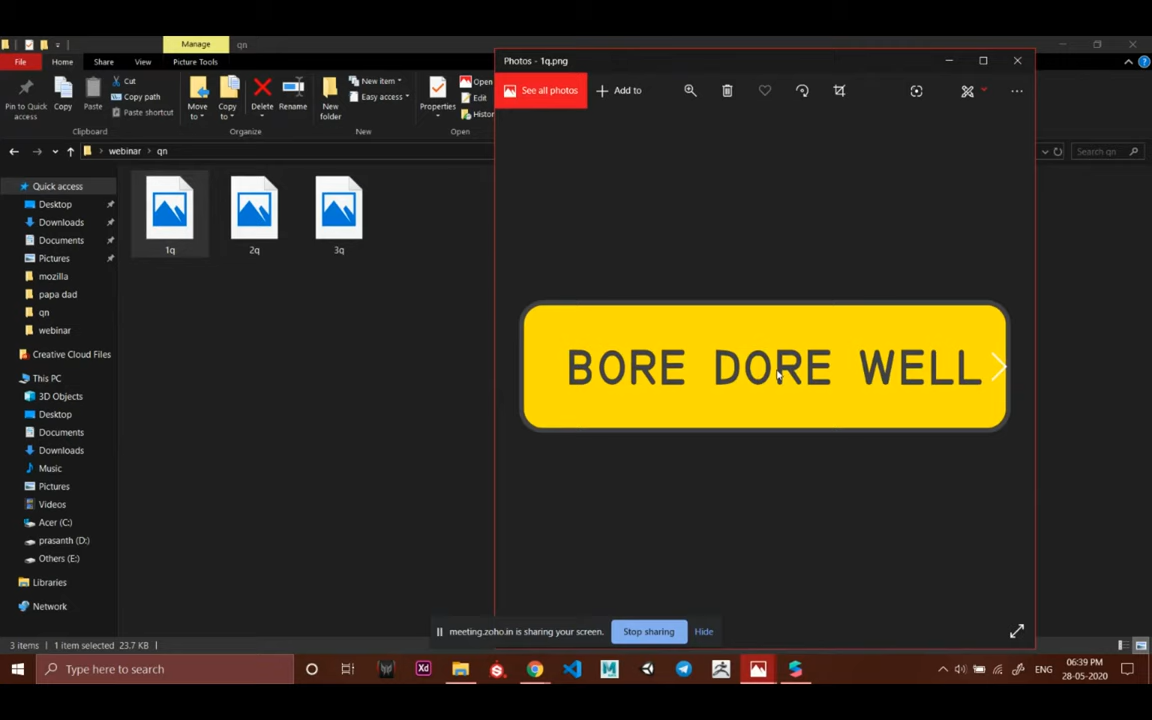 Manage
qn
File
Home
Share
View
Picture Tools
Pin to Quick access
Copy
Paste
Cut
Copy path
Paste shortcut
Clipboard
Move to
Copy to
Delete
Rename
Organize
New folder
New item
Easy access
New
Properties
Open
Edit
Histor
Open
webinar
qn
Search qn
Quick access
Desktop
Downloads
Documents
Pictures
mozilla
papa dad
qn
webinar
Creative Cloud Files
This PC
3D Objects
Desktop
Documents
Downloads
Music
Pictures
Videos
Acer (C:)
prasanth (D:)
Others (E:)
Libraries
Network
1q
2q
3q
Photos - 1q.png
See all photos
Add to
BORE DORE WELL
meeting.zoho.in is sharing your screen.
Stop sharing
Hide
3 items
1 item selected 23.7 KB
Type here to search
Xd
ENG
06:39 PM
28-05-2020